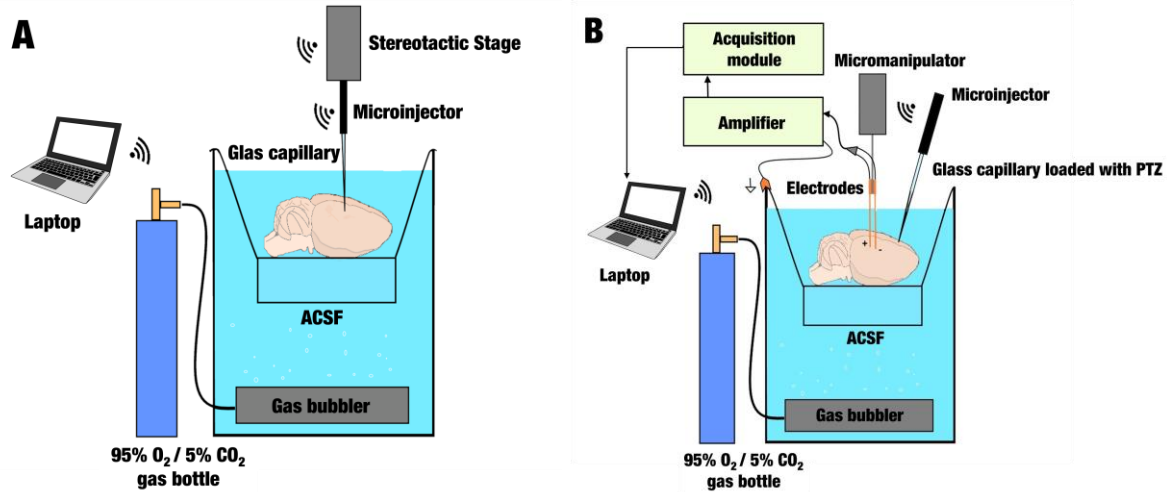 A
Stereotactic Stage
Microinjector
Glas capillary
Laptop
ACSF
Gas bubbler
95% O₂ / 5% CO₂
gas bottle
B
Acquisition
module
Micromanipulator
Microinjector
Amplifier
Glass capillary loaded with PTZ
Electrodes
+
-
Laptop
ACSF
Gas bubbler
95% O₂ / 5% CO₂
gas bottle